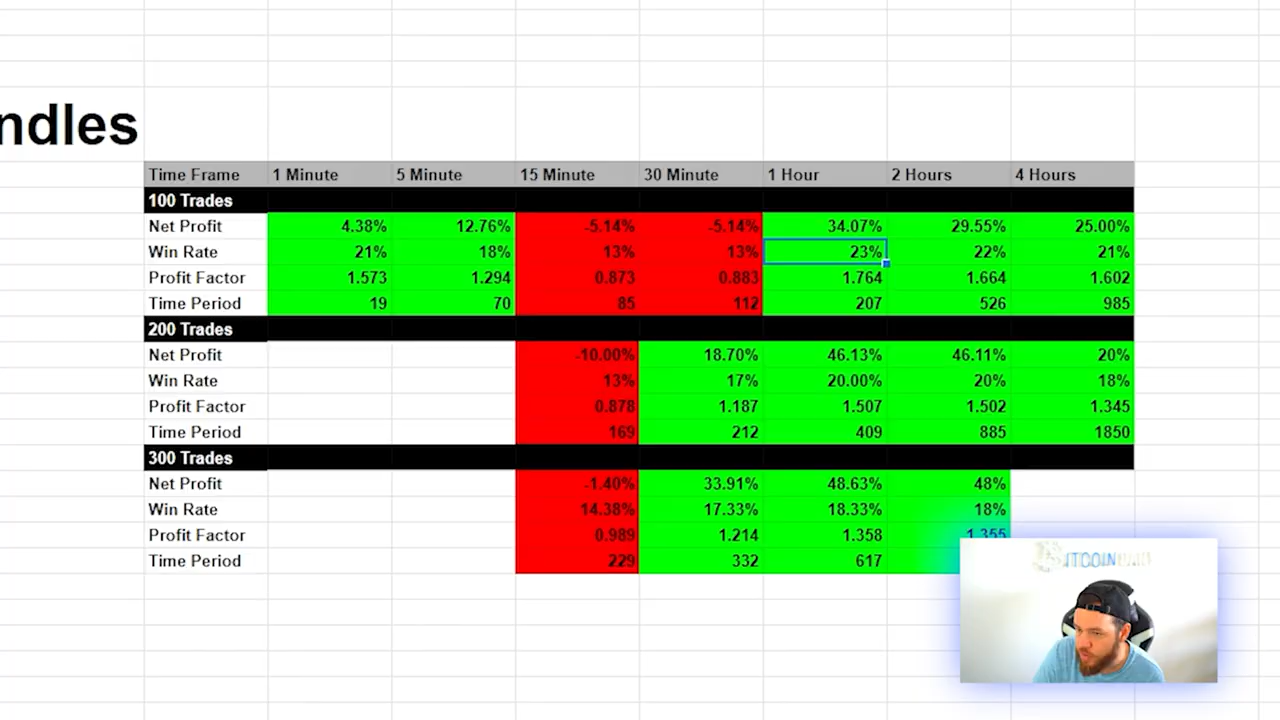 ndles
Time Frame 1 Minute 5 Minute 15 Minute 30 Minute 1 Hour 2 Hours 4 Hours
100 Trades
Net Profit 4.38% 12.76% -5.14% -5.14% 34.07% 29.55% 25.00%
Win Rate 21% 18% 13% 13% 23% 22% 21%
Profit Factor 1.573 1.294 0.873 0.883 1.764 1.664 1.602
Time Period 19 70 85 112 207 526 985
200 Trades
Net Profit -10.00% 18.70% 46.13% 46.11% 20%
Win Rate 13% 17% 20.00% 20% 18%
Profit Factor 0.878 1.187 1.507 1.502 1.345
Time Period 169 212 409 885 1850
300 Trades
Net Profit -1.40% 33.91% 48.63% 48%
Win Rate 14.38% 17.33% 18.33% 18%
Profit Factor 0.989 1.214 1.358 1.355
Time Period 229 332 617